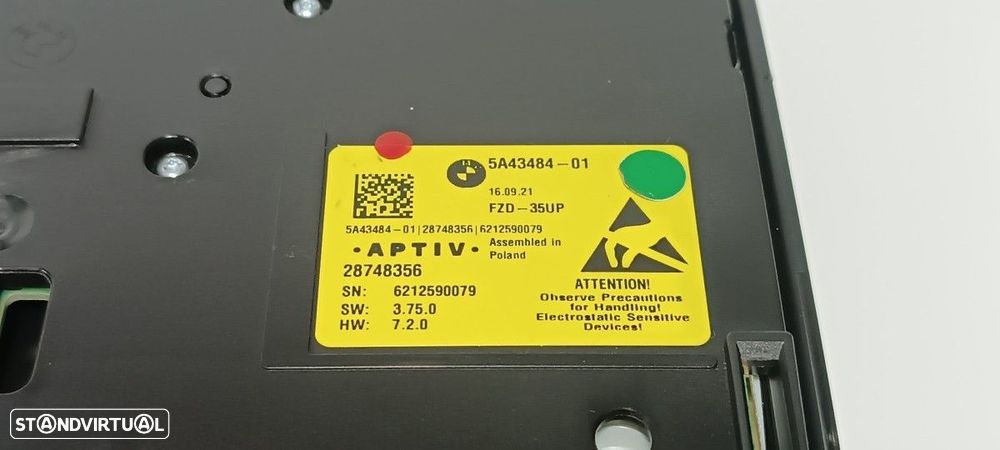 5A43484-01
16.09.21
FZD-35UP
5A43484-01|28748356|6212590079
• APTIV •
Assembled in
Poland
28748356
SN: 6212590079
SW: 3.75.0
HW: 7.2.0
ATTENTION!
Observe Precautions
for Handling!
Electrostatic Sensitive
Devices!
STANDVIRTUAL